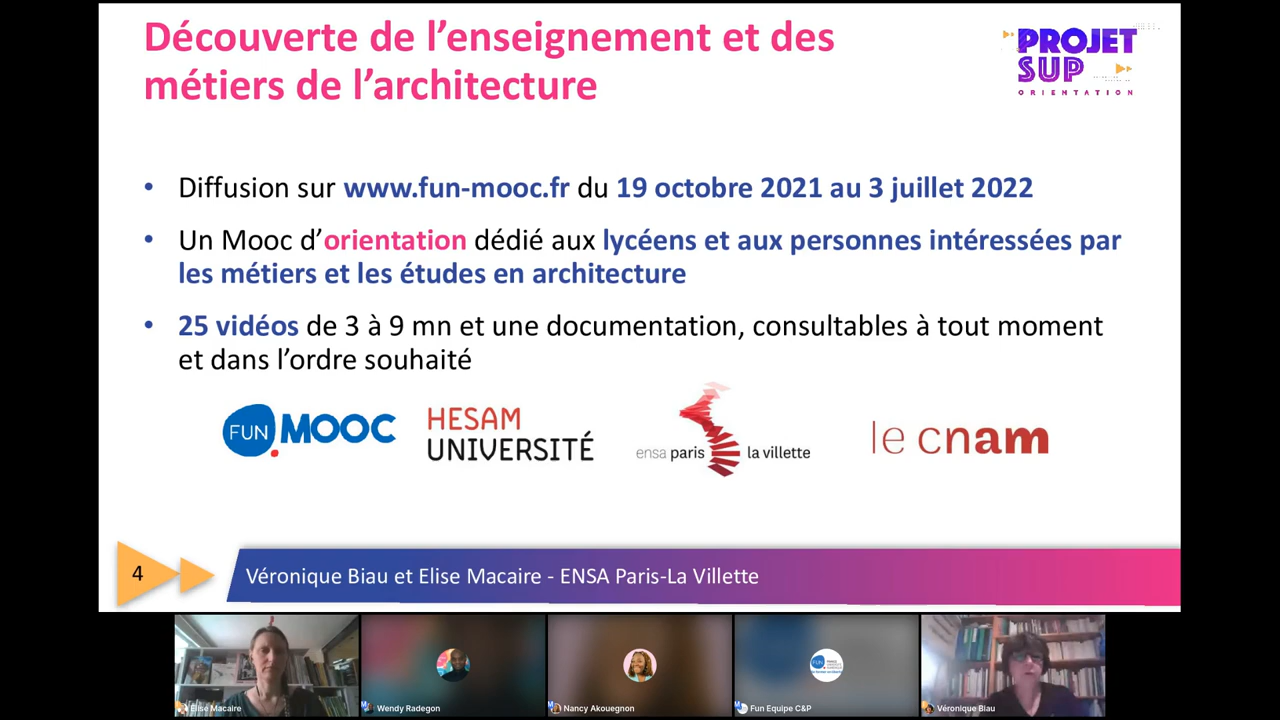 Découverte de l’enseignement et des
métiers de l’architecture
PROJET
SUP
ORIENTATION
• Diffusion sur www.fun-mooc.fr du 19 octobre 2021 au 3 juillet 2022
• Un Mooc d’orientation dédié aux lycéens et aux personnes intéressées par
les métiers et les études en architecture
• 25 vidéos de 3 à 9 mn et une documentation, consultables à tout moment
et dans l’ordre souhaité
FUN MOOC
HESAM
UNIVERSITÉ
ensa paris la villette
le cnam
4
Véronique Biau et Elise Macaire - ENSA Paris-La Villette
Elise Macaire
Wendy Radegon
Nancy Akouegnon
FUN
Fun Equipe C&P
Véronique Biau